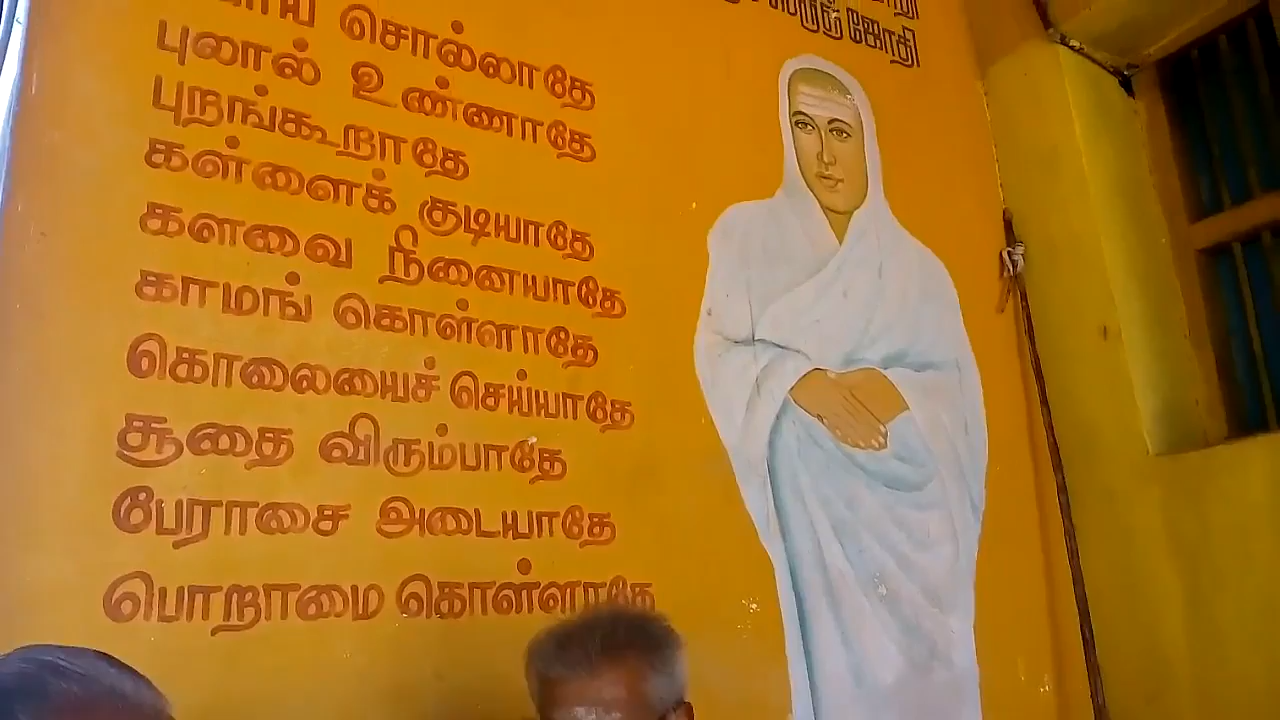 சொல்லாதே
புலால் உண்ணாதே
புறங்கூறாதே
கள்ளைக் குடியாதே
களவை நினையாதே
காமங் கொள்ளாதே
கொலையைச் செய்யாதே
சூதை விரும்பாதே
பேராசை அடையாதே
பொறாமை கொள்ளாதே
ஜோதி